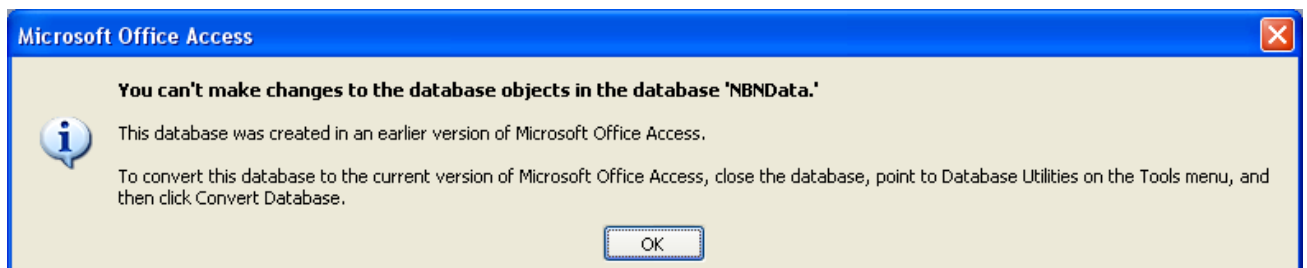 Microsoft Office Access
You can't make changes to the database objects in the database 'NBNData.'
This database was created in an earlier version of Microsoft Office Access.
To convert this database to the current version of Microsoft Office Access, close the database, point to Database Utilities on the Tools menu, and
then click Convert Database.
OK